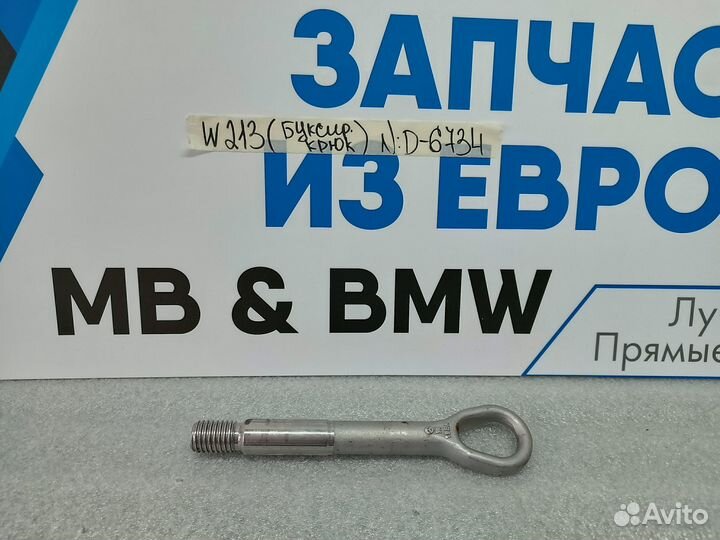 ЗАПЧАС
W213 (Буксир. крюк) N:D-6734
ИЗ ЕВРО
MB & BMW
Лу
Прямые
Avito